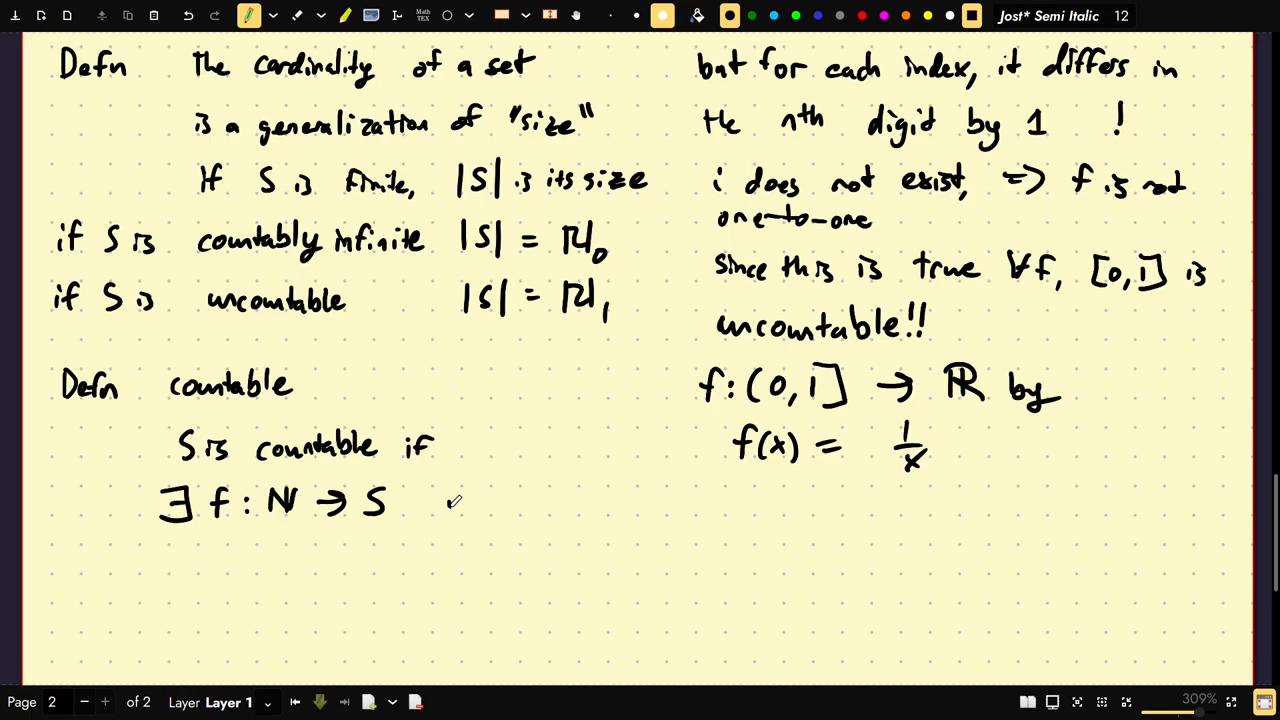 Math
TEX
Jost* Semi Italic 12
Defn the cardinality of a set
is a generalization of "size"
If S is finite, |S| is its size
if S is countably infinite |S| = ℵ₀
if S is uncountable |S| = ℵ₁
Defn countable
S is countable if
∃ f : ℕ → S
but for each index, it differs in
the nth digit by 1 !
i does not exist, => f is not
one-to-one
since this is true ∀f, [0,1] is
uncountable!!
f: (0, 1] → ℝ by
f(x) = 1/x
Page 2 of 2 Layer Layer 1 309%